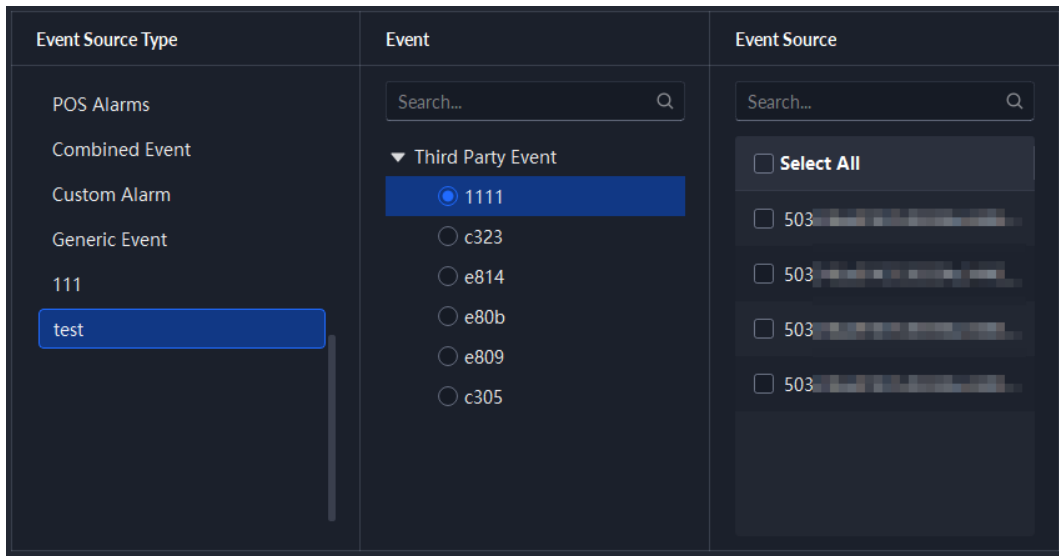 Event Source Type
POS Alarms
Combined Event
Custom Alarm
Generic Event
111
test
Event
Search...
Third Party Event
1111
c323
e814
e80b
e809
c305
Event Source
Search...
Select All
503
503
503
503